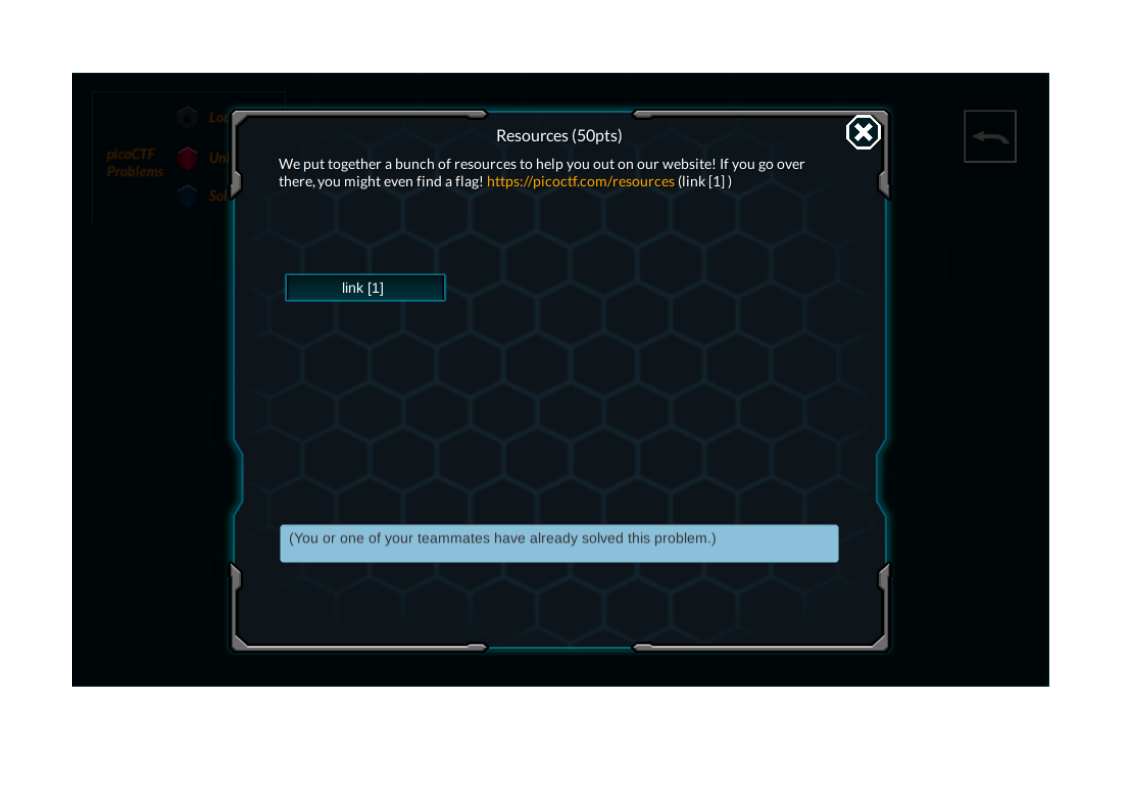 Resources (50pts)
We put together a bunch of resources to help you out on our website! If you go over
there, you might even find a flag! https://picoctf.com/resources (link [1] )
picoCTF
Problems
link [1]
(You or one of your teammates have already solved this problem.)